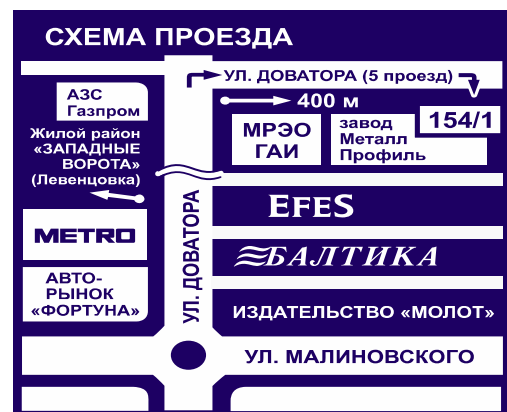 СХЕМА ПРОЕЗДА
УЛ. ДОВАТОРА (5 проезд)
400 м
АЗС
Газпром
Жилой район
«ЗАПАДНЫЕ
ВОРОТА»
(Левенцовка)
МРЭО
ГАИ
завод
Металл
Профиль
154/1
УЛ. ДОВАТОРА
METRO
АВТО-
РЫНОК
«ФОРТУНА»
EFES
БАЛТИКА
ИЗДАТЕЛЬСТВО «МОЛОТ»
УЛ. МАЛИНОВСКОГО